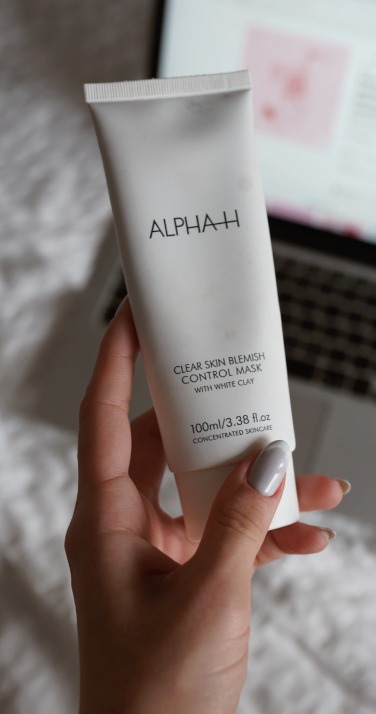 ALPHA-H
CLEAR SKIN BLEMISH
CONTROL MASK
WITH WHITE CLAY
100ml/3.38 fl.oz
CONCENTRATED SKINCARE